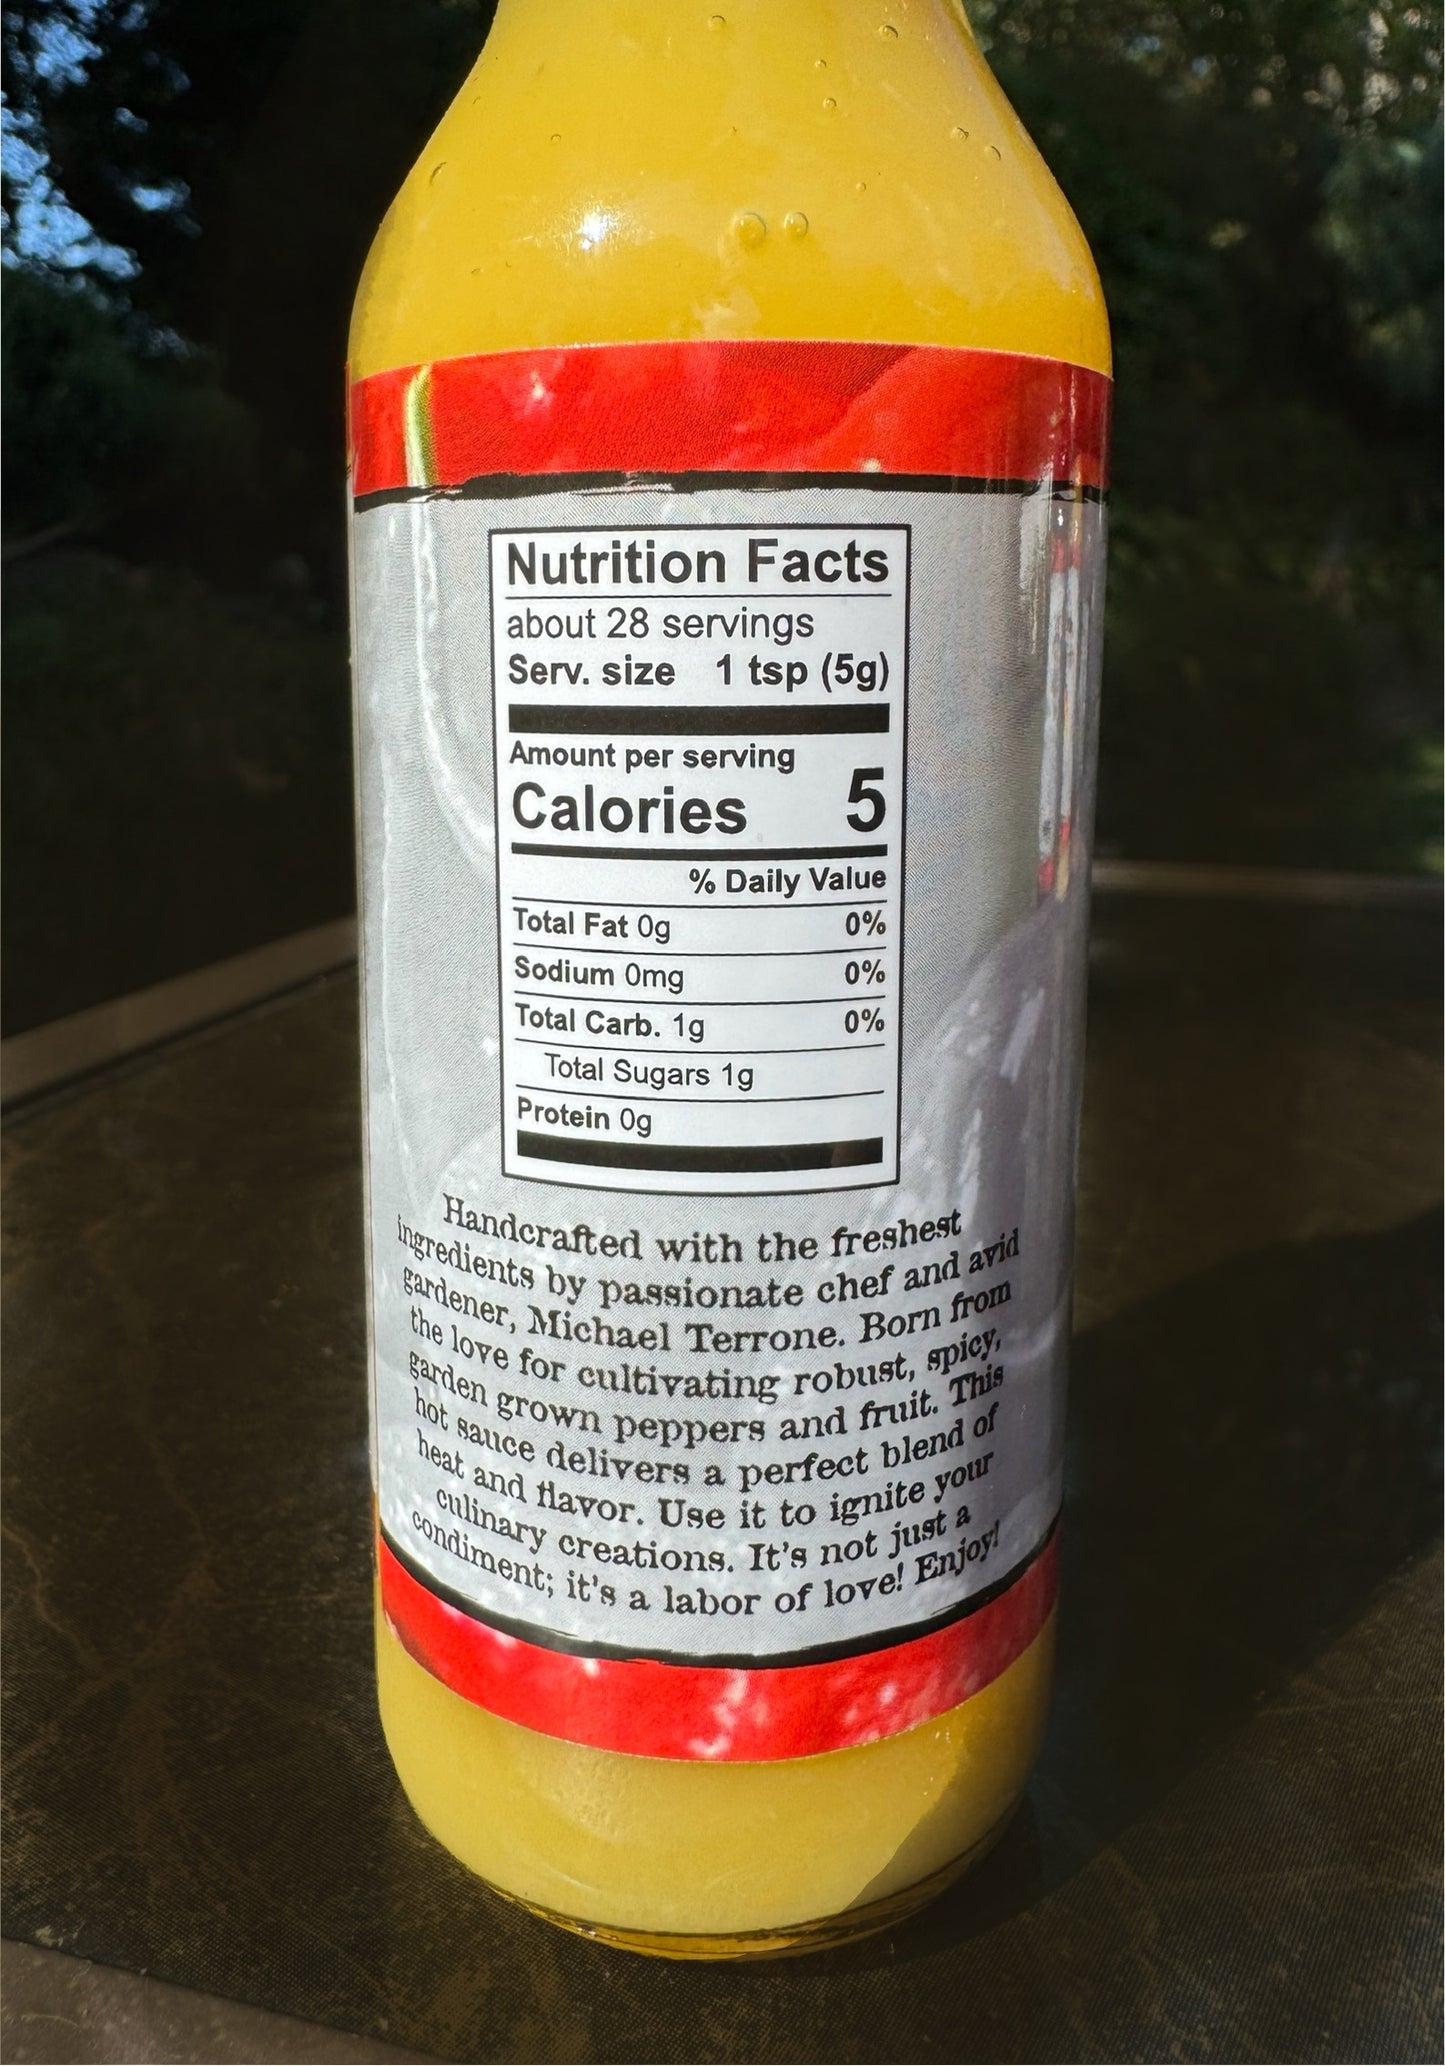 Nutrition Facts
about 28 servings
Serv. size 1 tsp (5g)
Amount per serving
Calories 5
% Daily Value
Total Fat 0g 0%
Sodium 0mg 0%
Total Carb. 1g 0%
Total Sugars 1g
Protein 0g
Handcrafted with the freshest
ingredients by passionate chef and avid
gardener, Michael Terrone. Born from
the love for cultivating robust, spicy,
garden grown peppers and fruit. This
hot sauce delivers a perfect blend of
heat and flavor. Use it to ignite your
culinary creations. It's not just a
condiment; it's a labor of love! Enjoy!